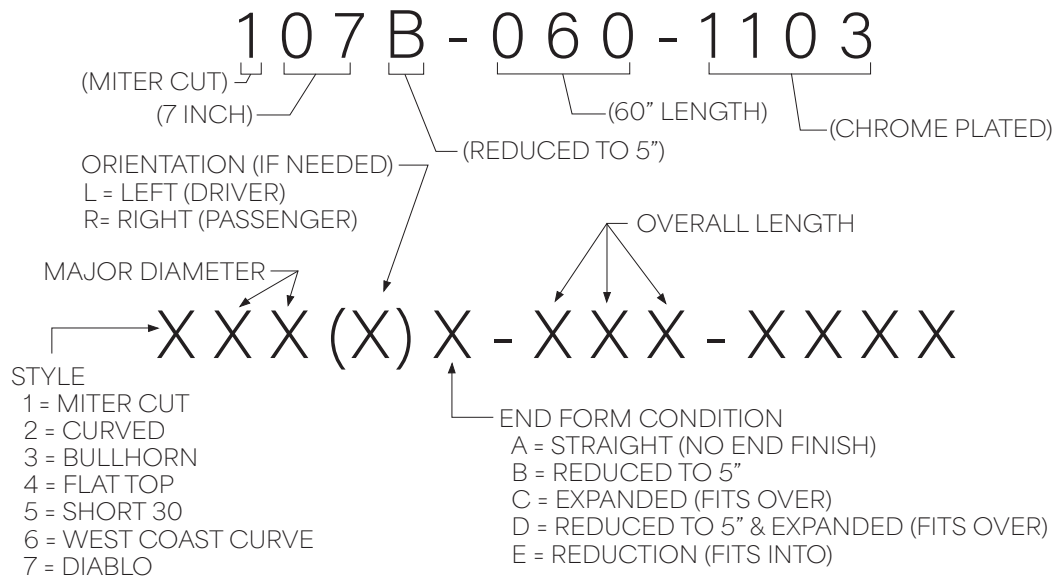 107B-060-1103
(MITER CUT)
(7 INCH)
(60" LENGTH)
(CHROME PLATED)
(REDUCED TO 5")
ORIENTATION (IF NEEDED)
L = LEFT (DRIVER)
R= RIGHT (PASSENGER)
OVERALL LENGTH
MAJOR DIAMETER
XXX(X)X-XXX-XXXX
STYLE
1 = MITER CUT
2 = CURVED
3 = BULLHORN
4 = FLAT TOP
5 = SHORT 30
6 = WEST COAST CURVE
7 = DIABLO
END FORM CONDITION
A = STRAIGHT (NO END FINISH)
B = REDUCED TO 5"
C = EXPANDED (FITS OVER)
D = REDUCED TO 5" & EXPANDED (FITS OVER)
E = REDUCTION (FITS INTO)